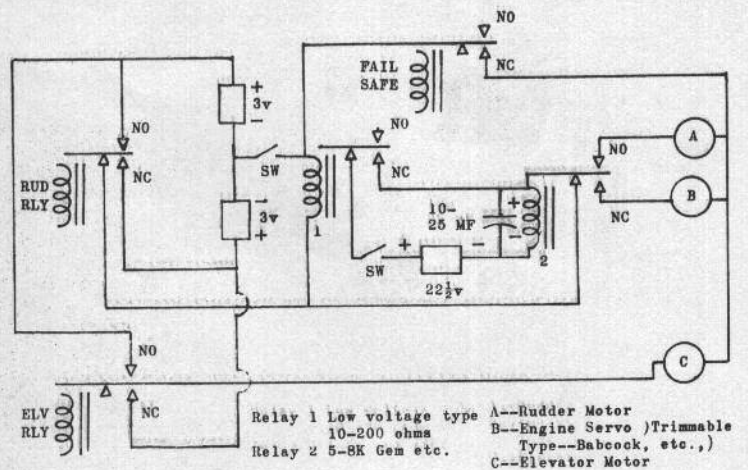 NO
FAIL
SAFE
NC
+
3v
-
NO
NO
NO
A
RUD
RLY
NC
SW
NC
-
3v
+
1
10-
25 MF
+
-
NC
B
2
SW
+
-
22½v
NO
C
ELV
RLY
NC
Relay 1 Low voltage type
10-200 ohms
Relay 2 5-8K Gem etc.
A--Rudder Motor
B--Engine Servo )Trimmable
Type--Babcock, etc.,)
C--Elevator Motor